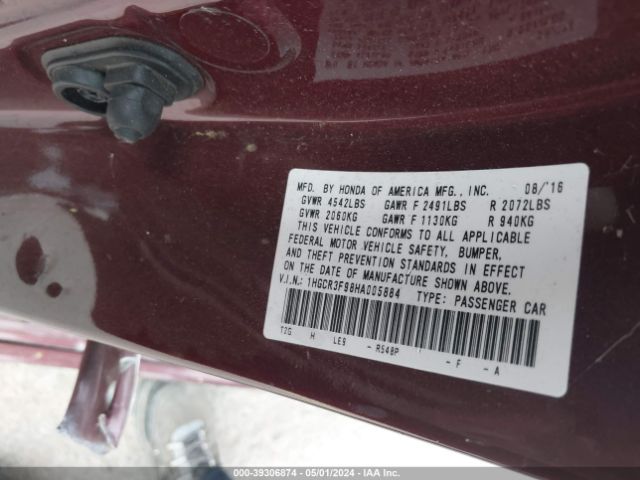 MFD. BY HONDA OF AMERICA MFG., INC. 08/'16
GVWR 4542LBS GAWR F 2491LBS R 2072LBS
GVWR 2060KG GAWR F 1130KG R 940KG
THIS VEHICLE CONFORMS TO ALL APPLICABLE
FEDERAL MOTOR VEHICLE SAFETY, BUMPER,
AND THEFT PREVENTION STANDARDS IN EFFECT
ON THE DATE OF MANUFACTURE SHOWN ABOVE.
V.I.N.: 1HGCR3F98HA005884 TYPE: PASSENGER CAR
T2G H LE9 - R548P - F - A
000-39306874 - 05/01/2024 - IAA Inc.